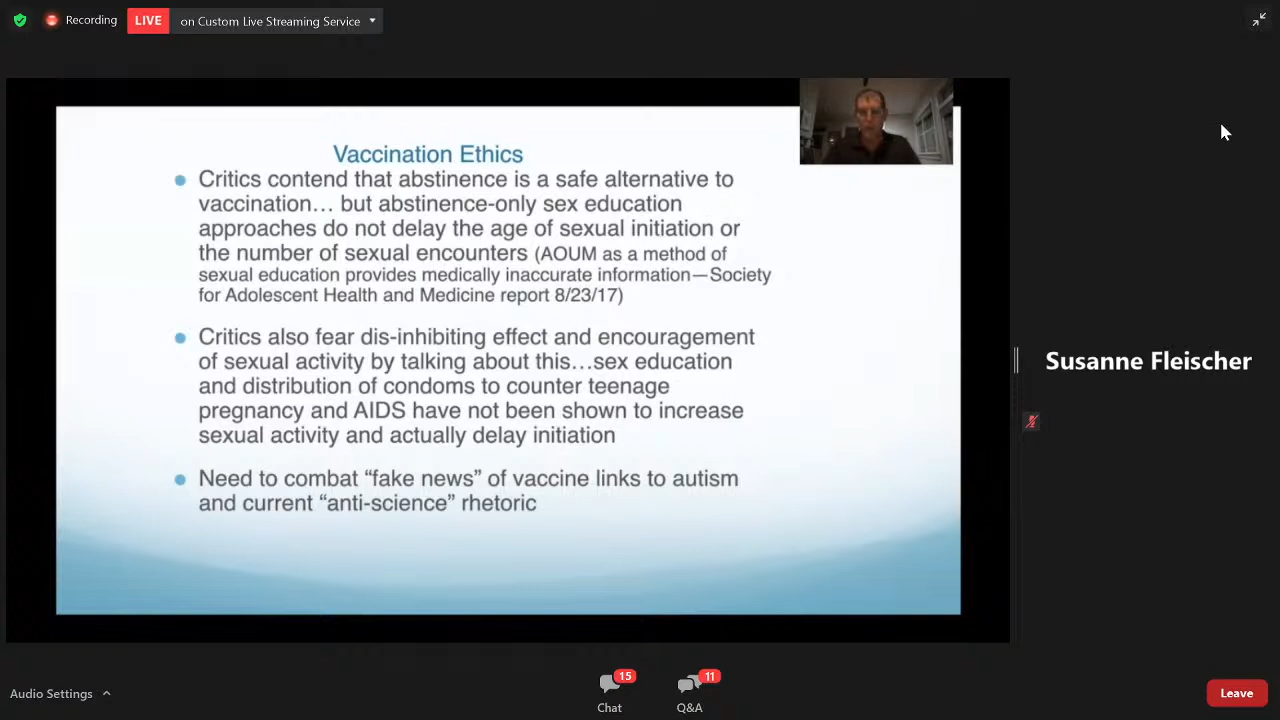 Recording
LIVE
on Custom Live Streaming Service
Vaccination Ethics
Critics contend that abstinence is a safe alternative to
vaccination… but abstinence-only sex education
approaches do not delay the age of sexual initiation or
the number of sexual encounters (AOUM as a method of
sexual education provides medically inaccurate information—Society
for Adolescent Health and Medicine report 8/23/17)
Critics also fear dis-inhibiting effect and encouragement
of sexual activity by talking about this…sex education
and distribution of condoms to counter teenage
pregnancy and AIDS have not been shown to increase
sexual activity and actually delay initiation
Need to combat “fake news” of vaccine links to autism
and current “anti-science” rhetoric
Susanne Fleischer
Audio Settings
15
Chat
11
Q&A
Leave